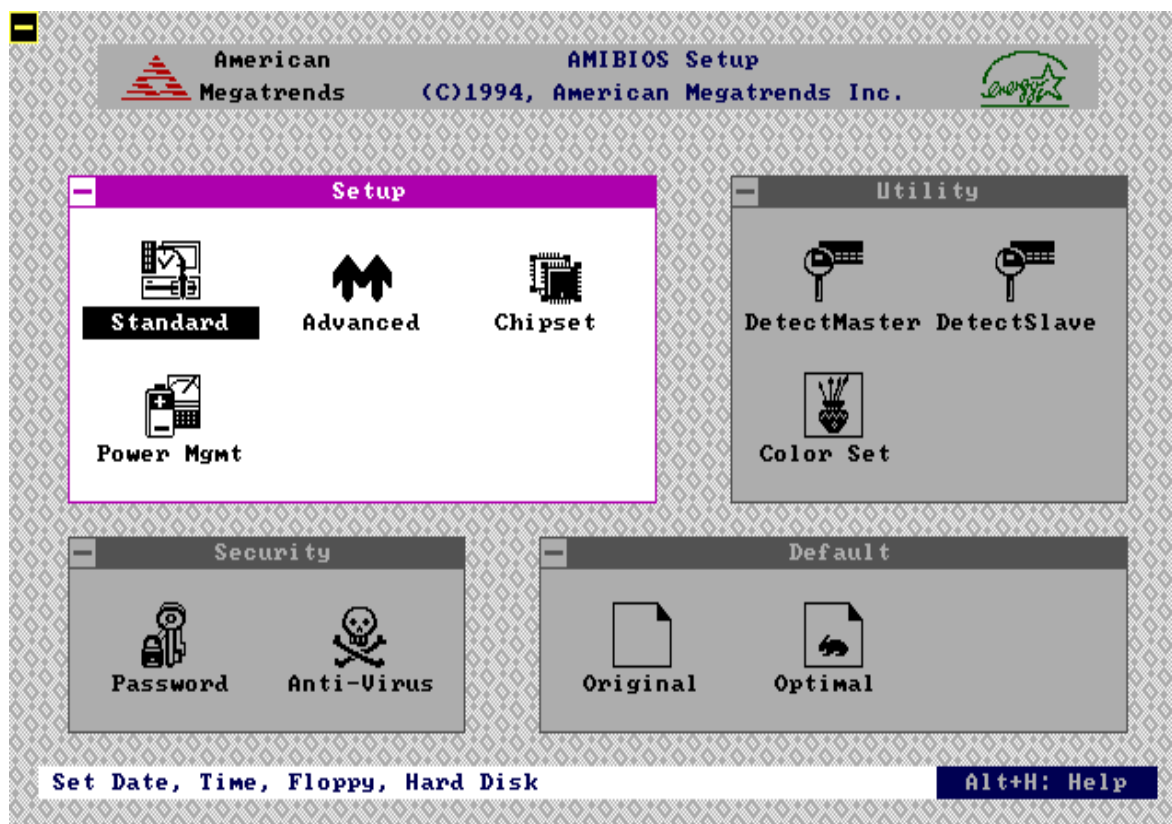 American Megatrends
AMIBIOS Setup
(C)1994, American Megatrends Inc.
energy
Setup
Standard
Advanced
Chipset
Power Mgmt
Utility
DetectMaster
DetectSlave
Color Set
Security
Password
Anti-Virus
Default
Original
Optimal
Set Date, Time, Floppy, Hard Disk
Alt+H: Help